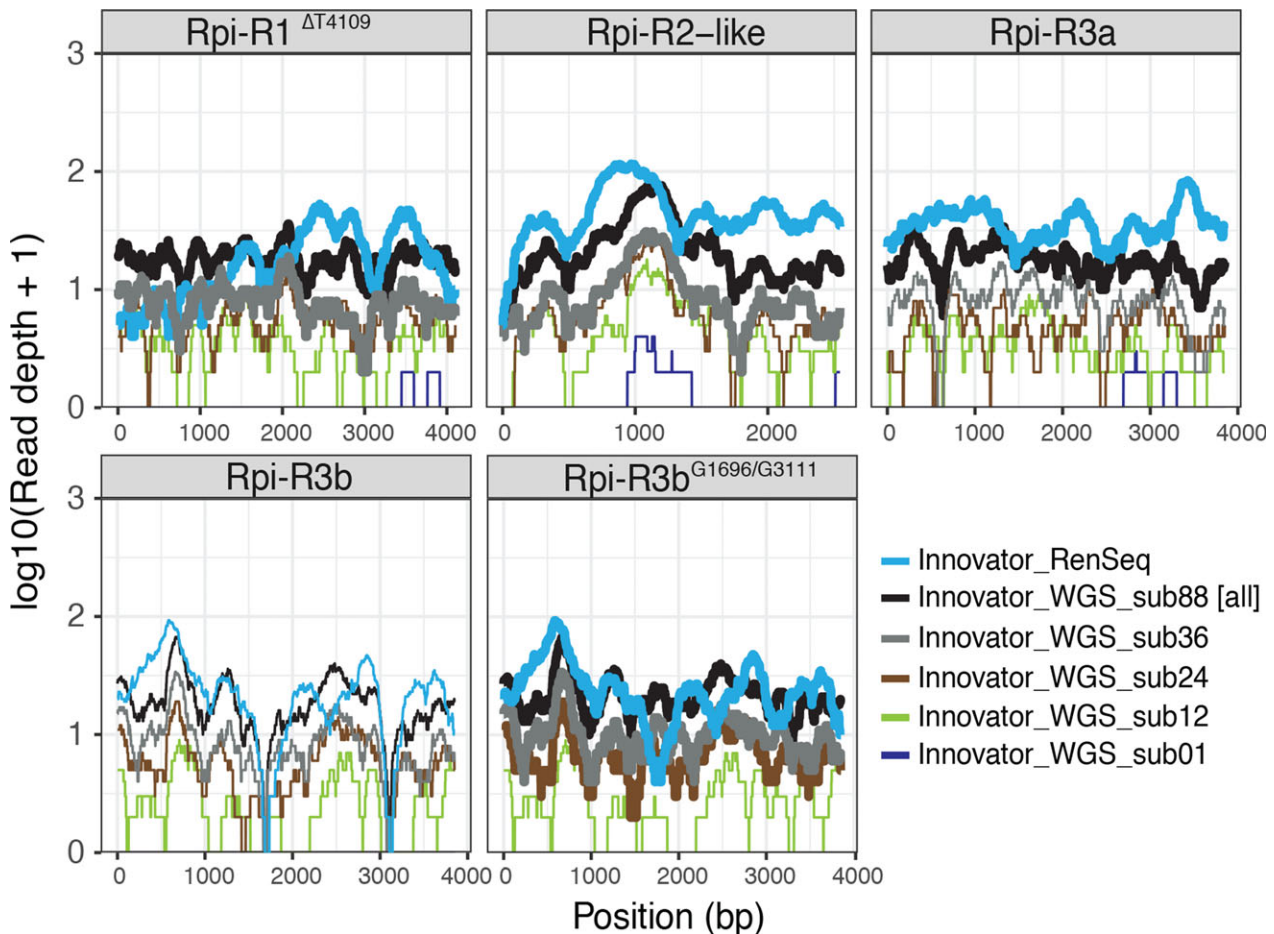 Rpi-R1 ΔT4109
Rpi-R2-like
Rpi-R3a
3
2
1
0
0 1000 2000 3000 4000
0 1000 2000
0 1000 2000 3000 4000
log10(Read depth + 1)
Rpi-R3b
Rpi-R3b G1696/G3111
3
2
1
0
0 1000 2000 3000 4000
0 1000 2000 3000 4000
Position (bp)
Innovator_RenSeq
Innovator_WGS_sub88 [all]
Innovator_WGS_sub36
Innovator_WGS_sub24
Innovator_WGS_sub12
Innovator_WGS_sub01